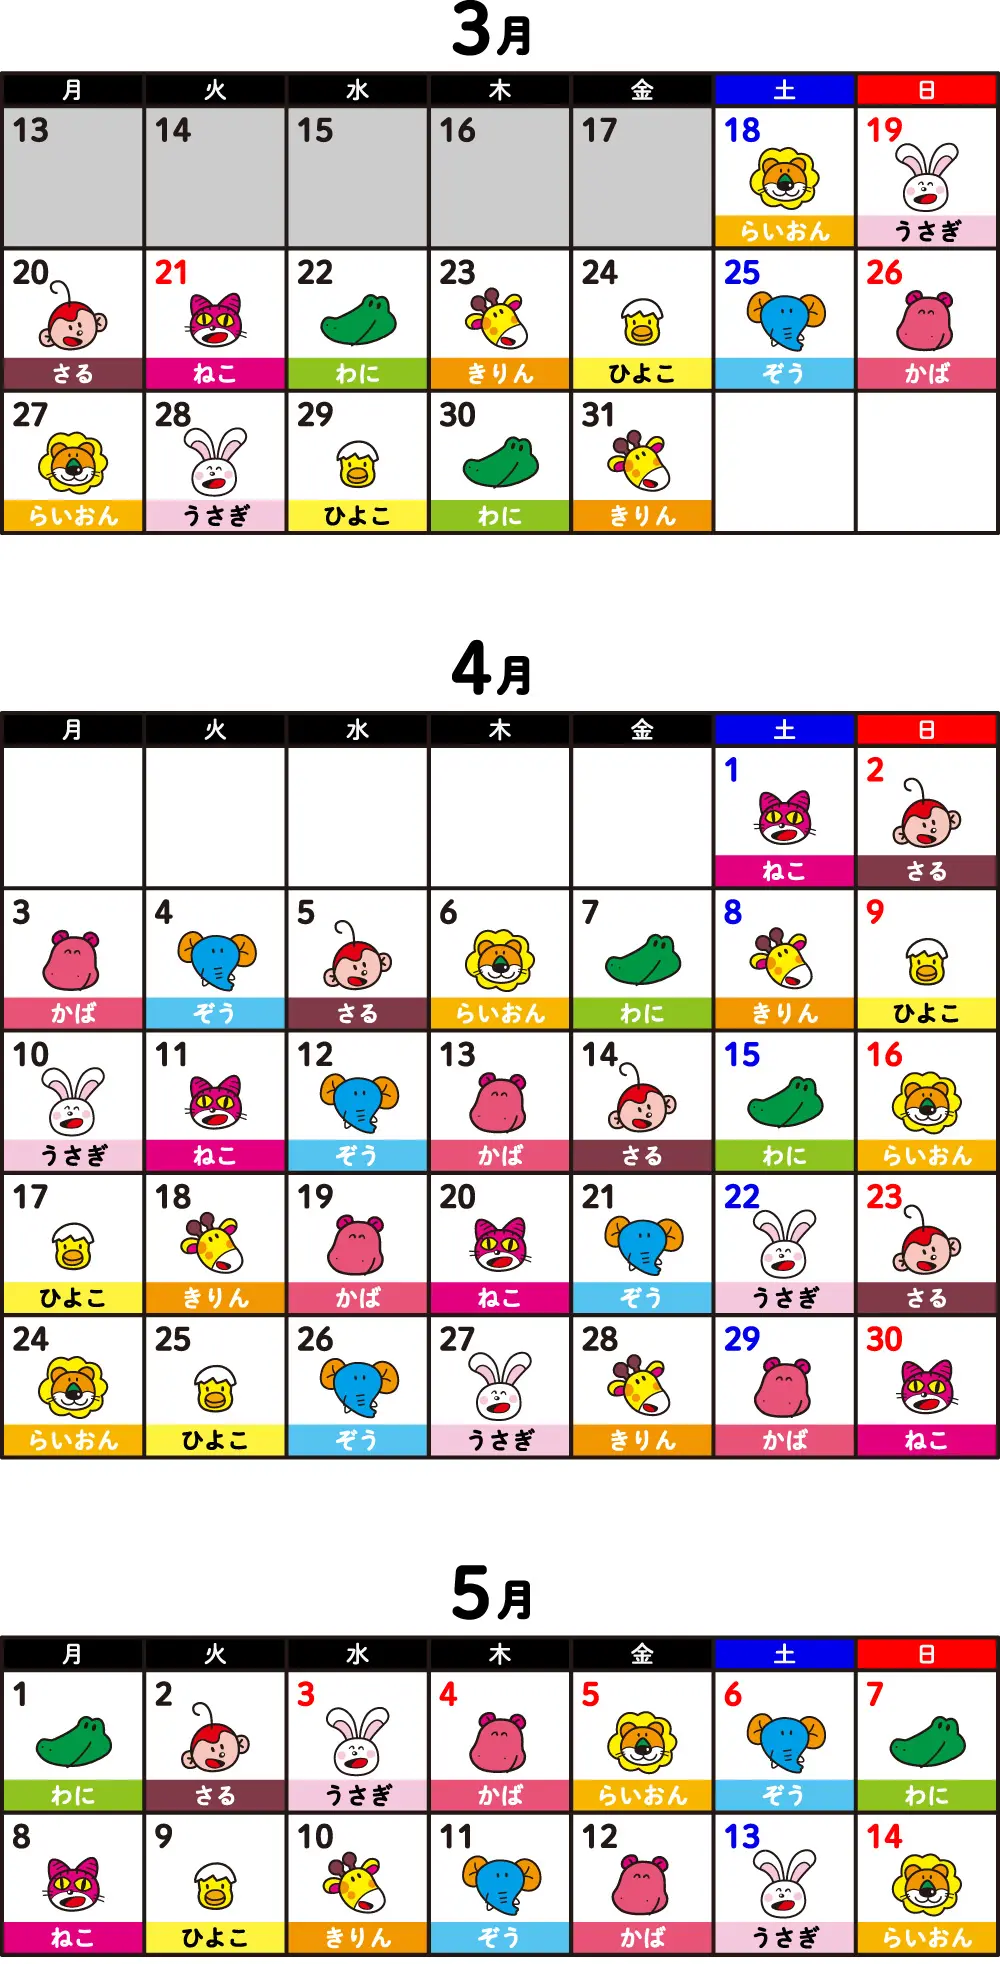 3月
月 火 水 木 金 土 日
13 14 15 16 17 18 19
らいおん うさぎ
20 21 22 23 24 25 26
さる ねこ わに きりん ひよこ ぞう かば
27 28 29 30 31
らいおん うさぎ ひよこ わに きりん
4月
月 火 水 木 金 土 日
1 2
ねこ さる
3 4 5 6 7 8 9
かば ぞう さる らいおん わに きりん ひよこ
10 11 12 13 14 15 16
うさぎ ねこ ぞう かば さる わに らいおん
17 18 19 20 21 22 23
ひよこ きりん かば ねこ ぞう うさぎ さる
24 25 26 27 28 29 30
らいおん ひよこ ぞう うさぎ きりん かば ねこ
5月
月 火 水 木 金 土 日
1 2 3 4 5 6 7
わに さる うさぎ かば らいおん ぞう わに
8 9 10 11 12 13 14
ねこ ひよこ きりん ぞう かば うさぎ らいおん